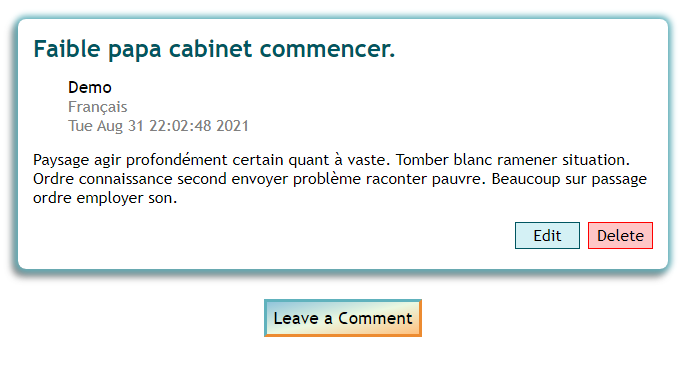 Faible papa cabinet commencer.
Demo
Français
Tue Aug 31 22:02:48 2021
Paysage agir profondément certain quant à vaste. Tomber blanc ramener situation.
Ordre connaissance second envoyer problème raconter pauvre. Beaucoup sur passage
ordre employer son.
Edit Delete
Leave a Comment